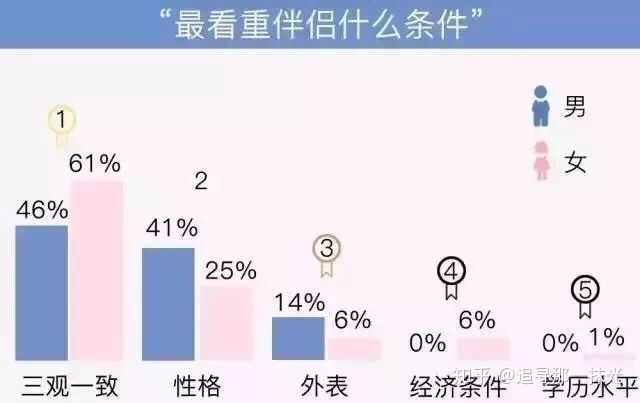 “最看重伴侣什么条件”
男
女
1
2
3
4
5
46%
61%
41%
25%
14%
6%
0%
6%
0%
1%
三观一致
性格
外表
经济条件
学历水平
知乎 @追寻那一抹光